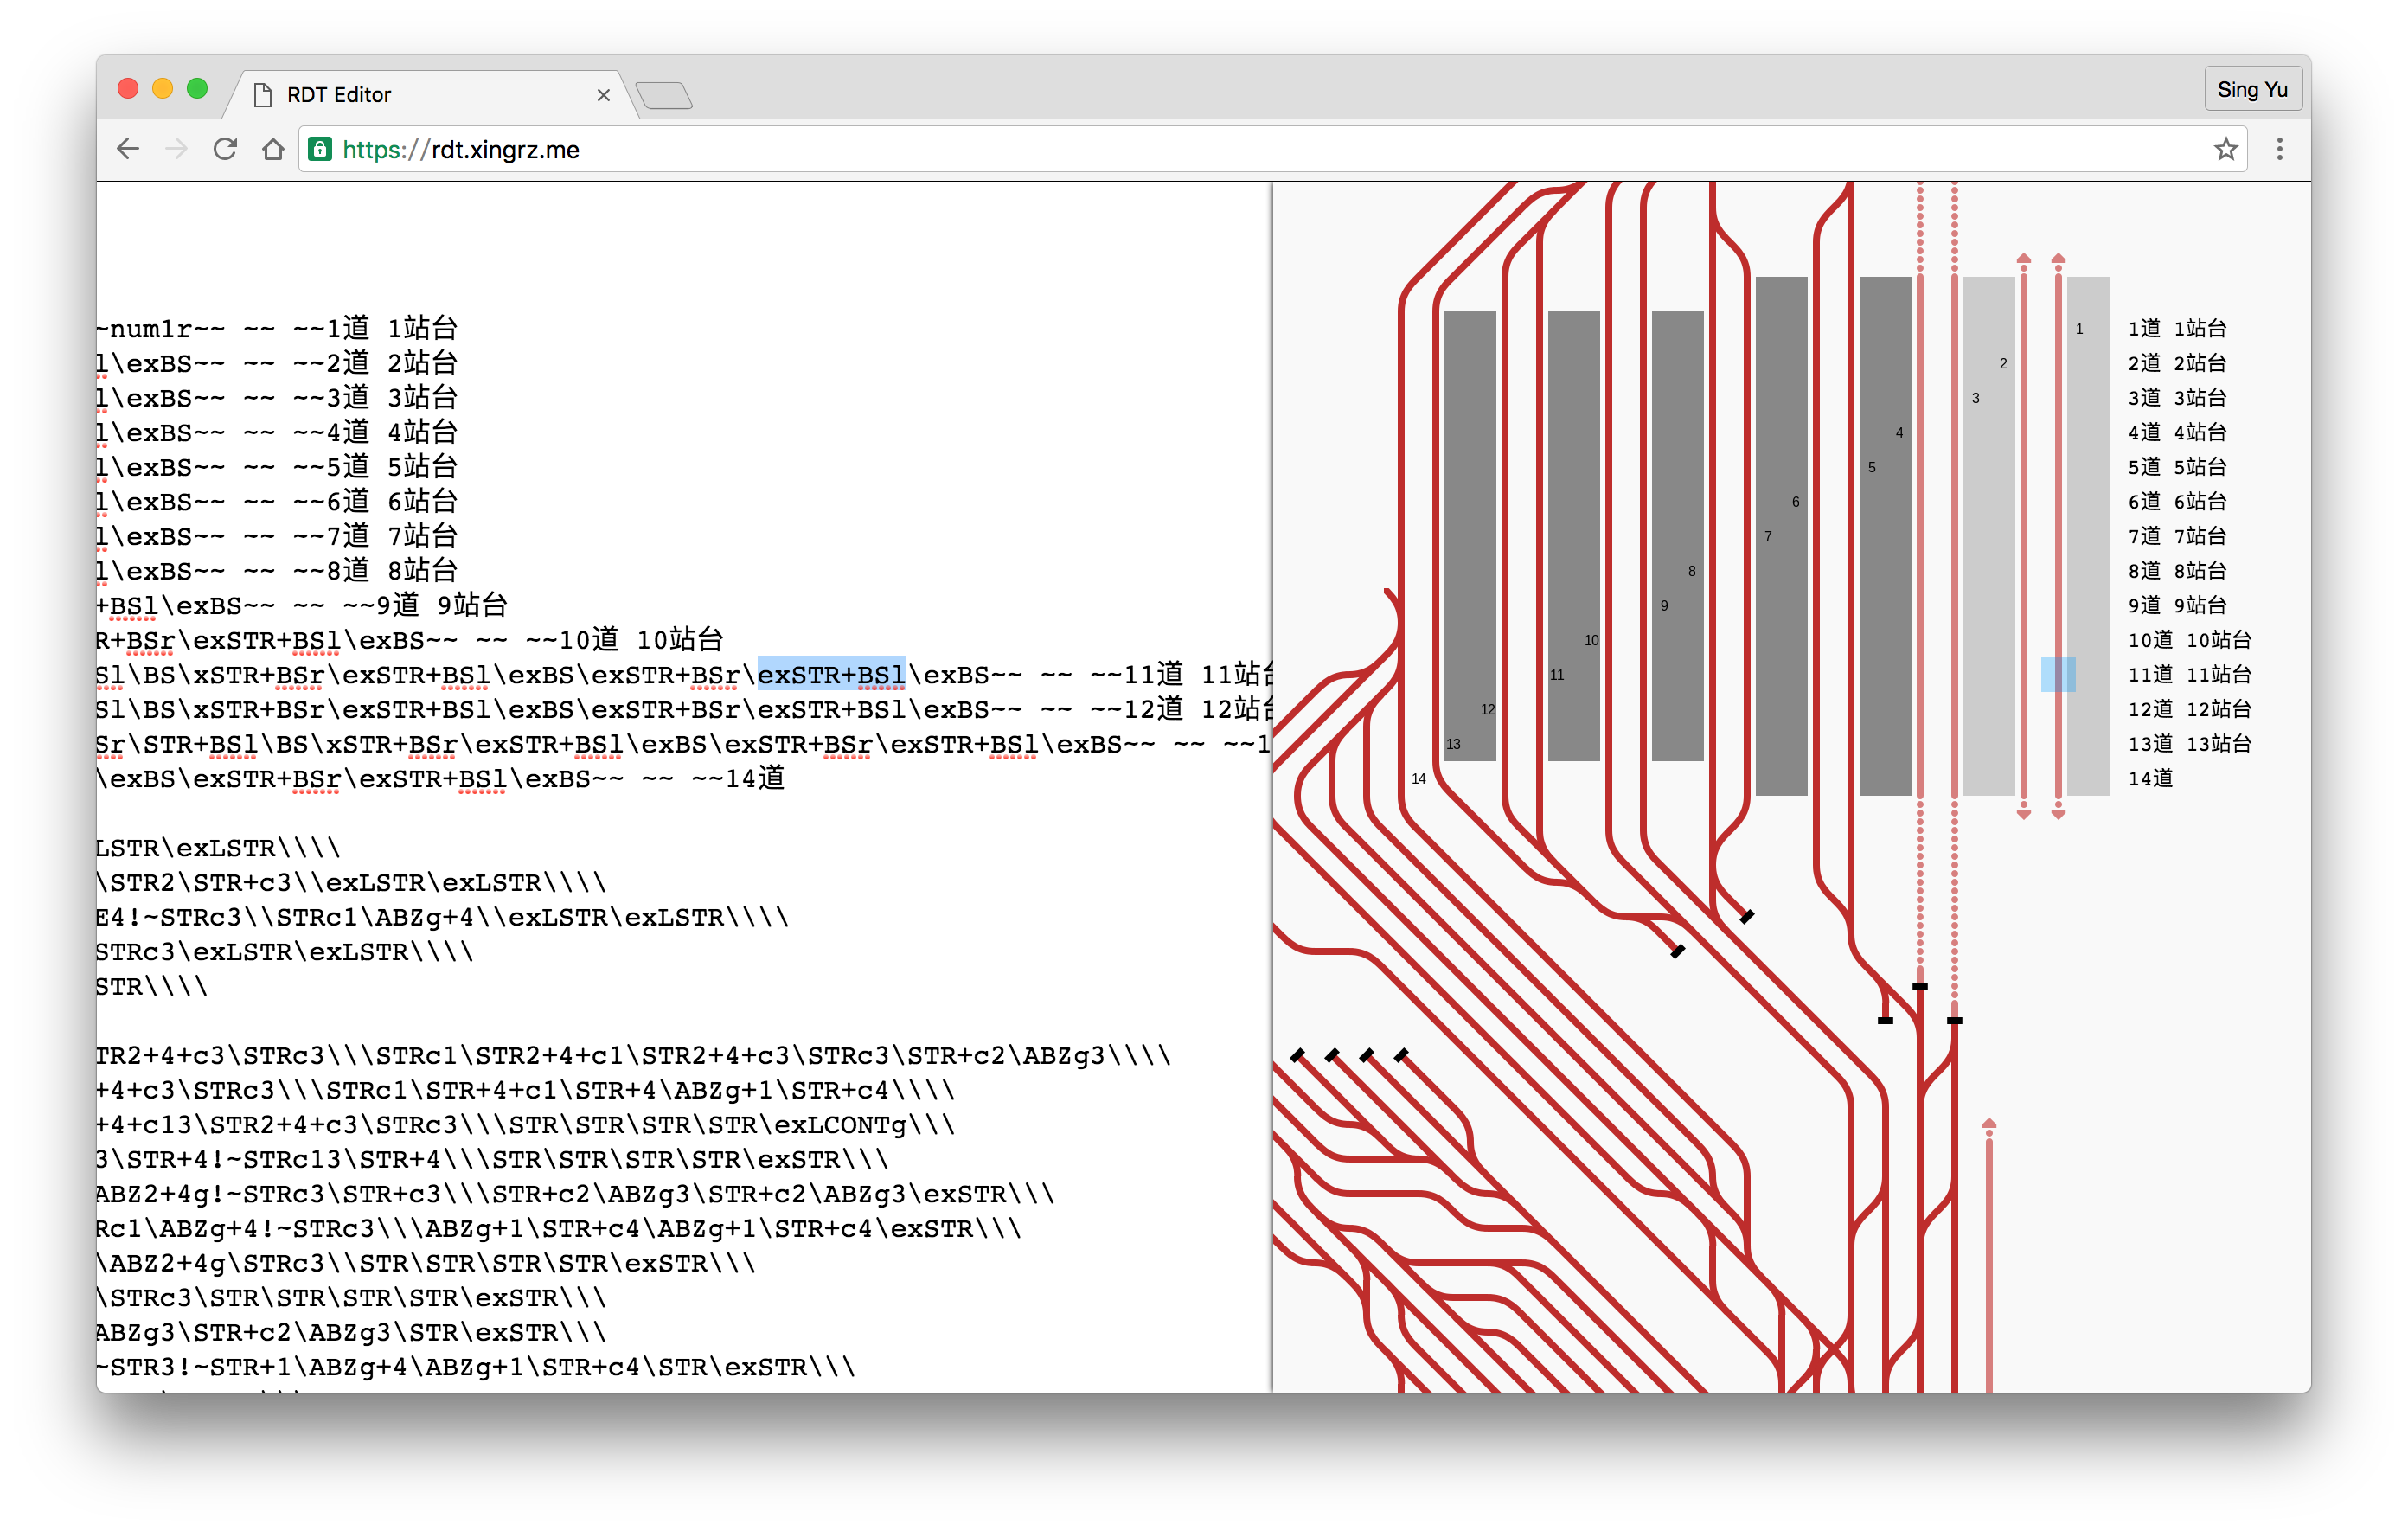 RDT Editor
Sing Yu
https://rdt.xingrz.me
~num1r~~ ~~ ~~1道 1站台
l\exBS~~ ~~ ~~2道 2站台
l\exBS~~ ~~ ~~3道 3站台
l\exBS~~ ~~ ~~4道 4站台
l\exBS~~ ~~ ~~5道 5站台
l\exBS~~ ~~ ~~6道 6站台
l\exBS~~ ~~ ~~7道 7站台
l\exBS~~ ~~ ~~8道 8站台
+BSl\exBS~~ ~~ ~~9道 9站台
R+BSr\exSTR+BSl\exBS~~ ~~ ~~10道 10站台
Sl\BS\xSTR+BSr\exSTR+BSl\exBS\exSTR+BSr\exSTR+BSl\exBS~~ ~~ ~~11道 11站台
Sl\BS\xSTR+BSr\exSTR+BSl\exBS\exSTR+BSr\exSTR+BSl\exBS~~ ~~ ~~12道 12站台
Sr\STR+BSl\BS\xSTR+BSr\exSTR+BSl\exBS\exSTR+BSr\exSTR+BSl\exBS~~ ~~ ~~1
\exBS\exSTR+BSr\exSTR+BSl\exBS~~ ~~ ~~14道
LSTR\exLSTR\\\\
\STR2\STR+c3\\exLSTR\exLSTR\\\\
E4!~STRc3\\STRc1\ABZg+4\\exLSTR\exLSTR\\\\
STRc3\exLSTR\exLSTR\\\\
STR\\\\
TR2+4+c3\STRc3\\\STRc1\STR2+4+c1\STR2+4+c3\STRc3\STR+c2\ABZg3\\\\
+4+c3\STRc3\\\STRc1\STR+4+c1\STR+4\ABZg+1\STR+c4\\\\
+4+c13\STR2+4+c3\STRc3\\\STR\STR\STR\STR\exLCONTg\\\
3\STR+4!~STRc13\STR+4\\\STR\STR\STR\STR\exSTR\\\
ABZ2+4g!~STRc3\STR+c3\\\STR+c2\ABZg3\STR+c2\ABZg3\exSTR\\\
Rc1\ABZg+4!~STRc3\\\ABZg+1\STR+c4\ABZg+1\STR+c4\exSTR\\\
\ABZ2+4g\STRc3\\STR\STR\STR\STR\exSTR\\\
\STRc3\STR\STR\STR\STR\exSTR\\\
ABZg3\STR+c2\ABZg3\STR\exSTR\\\
~STR3!~STR+1\ABZg+4\ABZg+1\STR+c4\STR\exSTR\\\
1 1道 1站台
2 2道 2站台
3 3道 3站台
4 4道 4站台
5 5道 5站台
6 6道 6站台
7 7道 7站台
8 8道 8站台
9 9道 9站台
10 10道 10站台
11 11道 11站台
12 12道 12站台
13 13道 13站台
14 14道